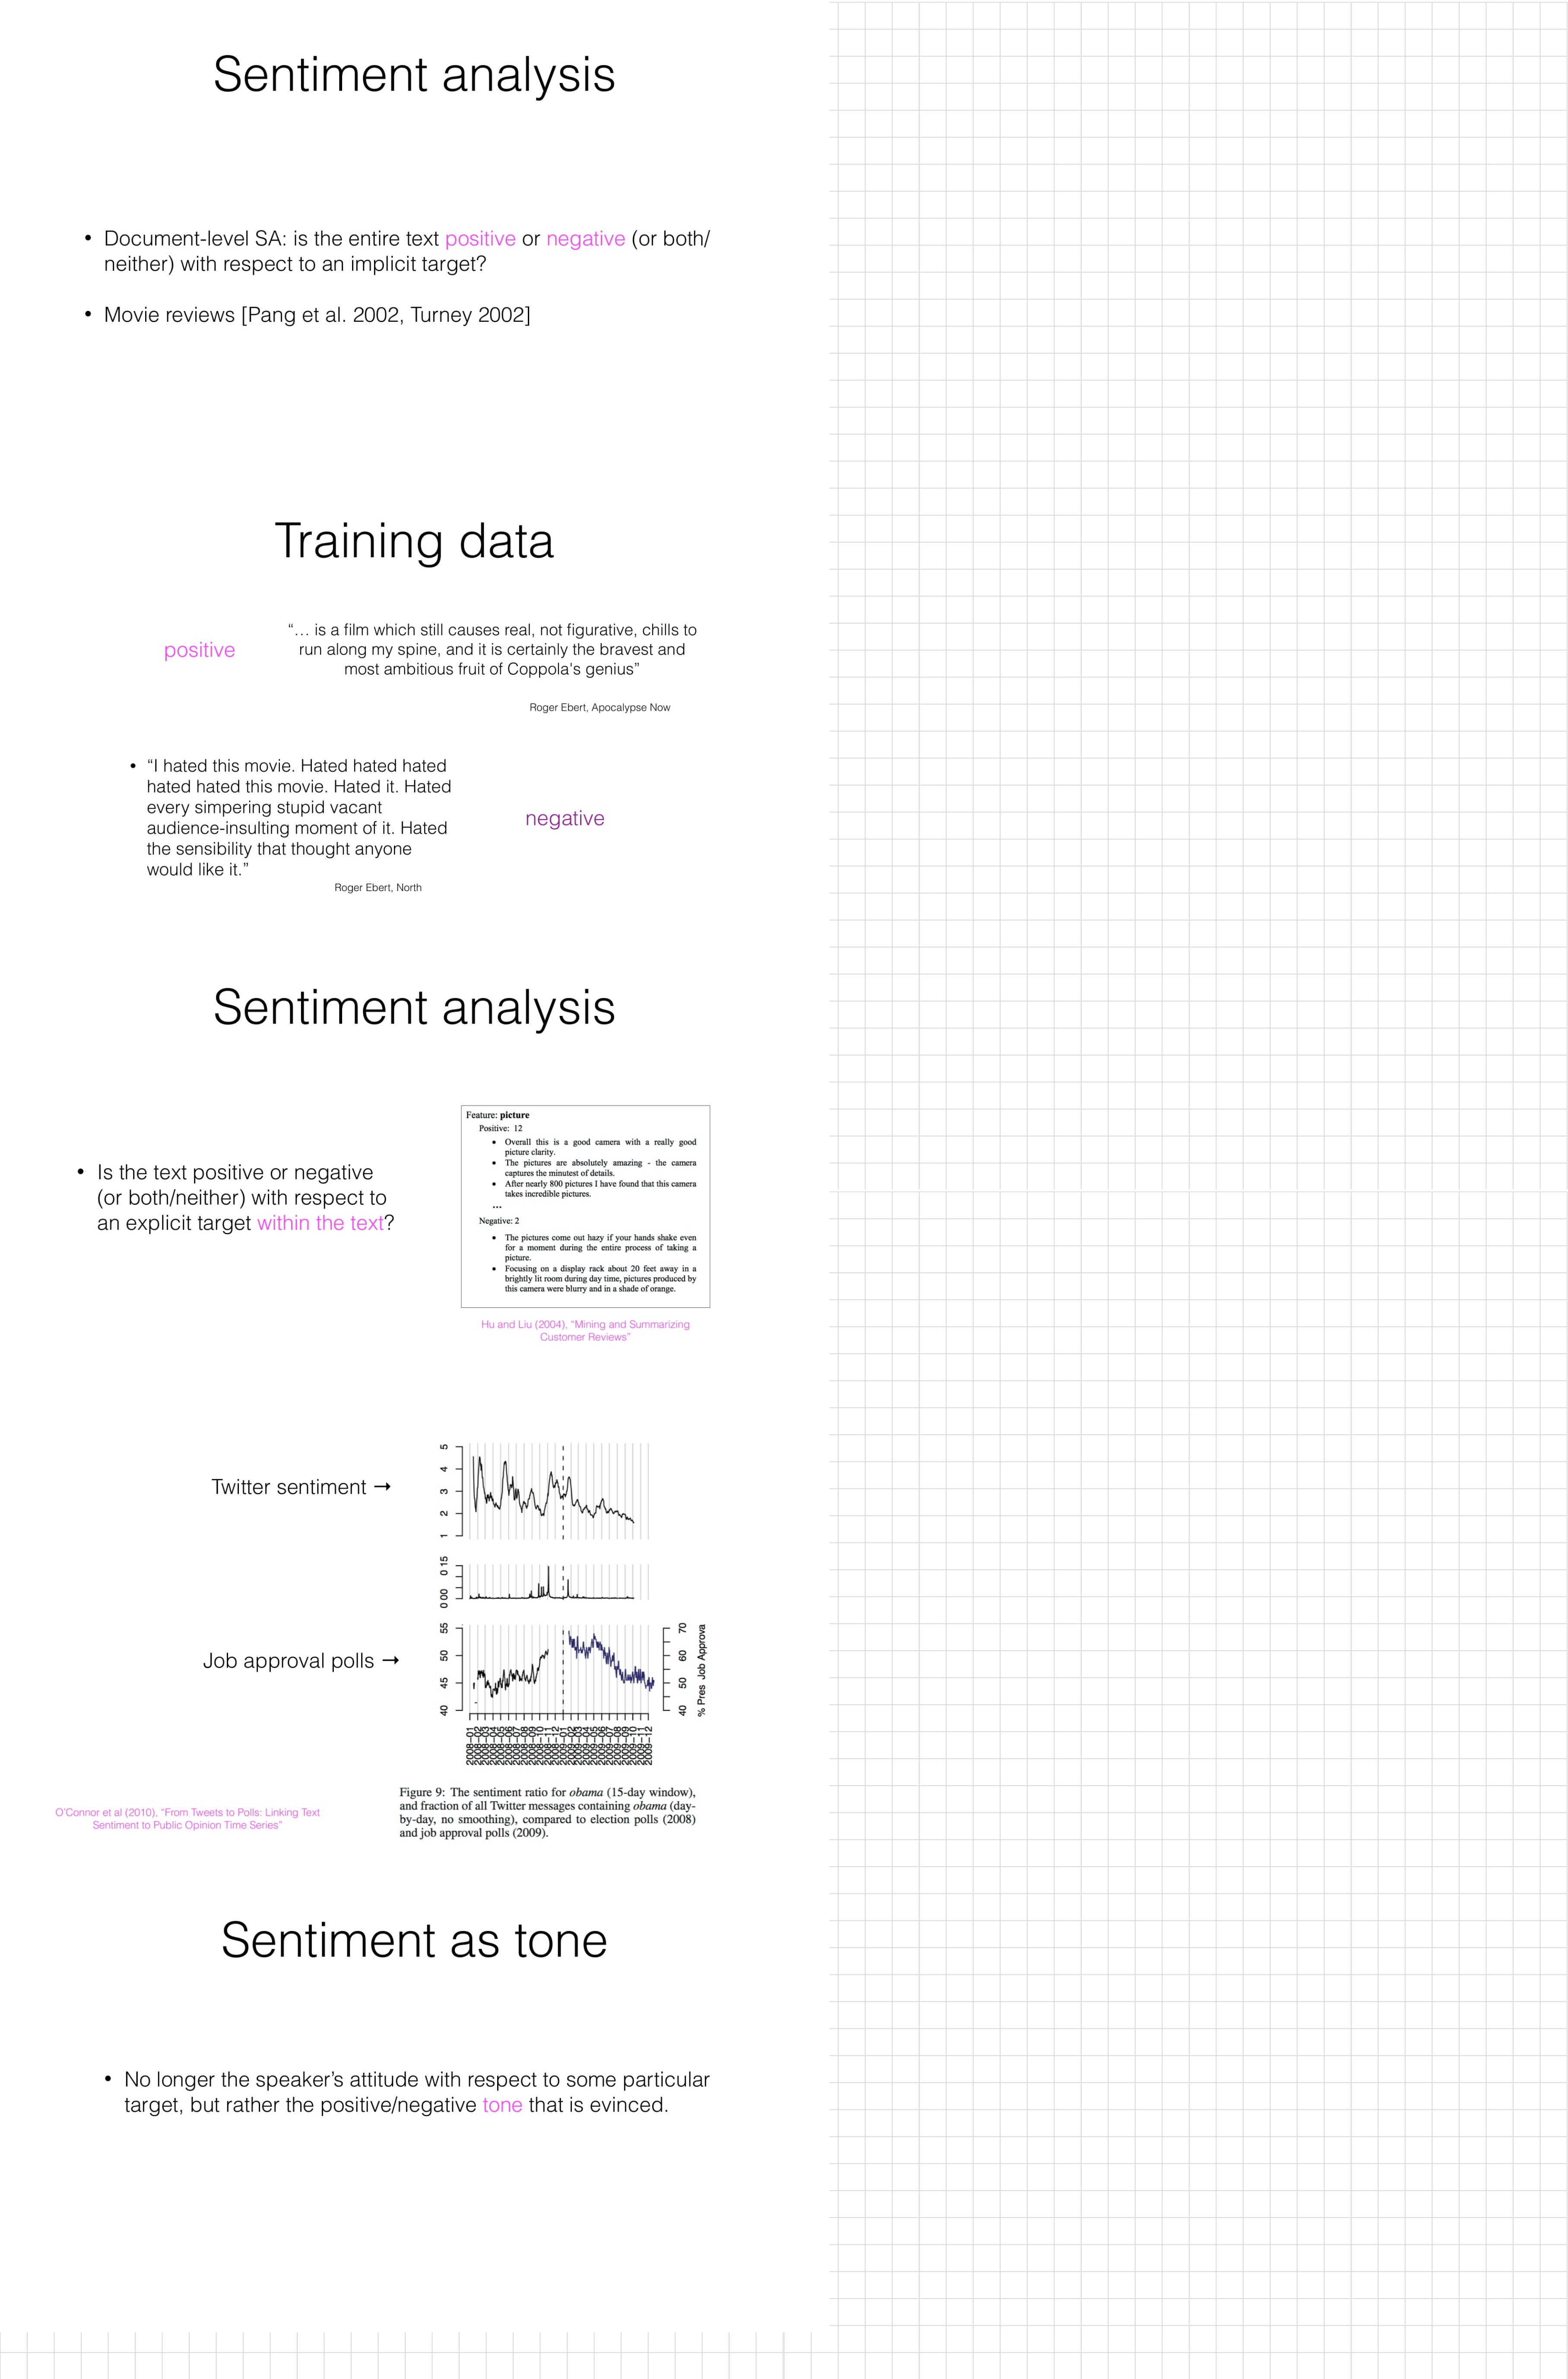 Sentiment analysis
• Document-level SA: is the entire text positive or negative (or both/
neither) with respect to an implicit target?
• Movie reviews [Pang et al. 2002, Turney 2002]
Training data
positive
“… is a film which still causes real, not figurative, chills to
run along my spine, and it is certainly the bravest and
most ambitious fruit of Coppola's genius”
Roger Ebert, Apocalypse Now
• “I hated this movie. Hated hated hated
hated hated this movie. Hated it. Hated
every simpering stupid vacant
audience-insulting moment of it. Hated
the sensibility that thought anyone
would like it.”
negative
Roger Ebert, North
Sentiment analysis
• Is the text positive or negative
(or both/neither) with respect to
an explicit target within the text?
Feature: picture
Positive: 12
• Overall this is a good camera with a really good
picture clarity.
• The pictures are absolutely amazing - the camera
captures the minutest of details.
• After nearly 800 pictures I have found that this camera
takes incredible pictures.
…
Negative: 2
• The pictures come out hazy if your hands shake even
for a moment during the entire process of taking a
picture.
• Focusing on a display rack about 20 feet away in a
brightly lit room during day time, pictures produced by
this camera were blurry and in a shade of orange.
Hu and Liu (2004), “Mining and Summarizing
Customer Reviews”
Twitter sentiment →
5
4
3
2
1
0 15
0 00
Job approval polls →
55
50
45
40
70
60
50
40
% Pres Job Approva
2008-01
2008-02
2008-03
2008-04
2008-05
2008-06
2008-07
2008-08
2008-09
2008-10
2008-11
2008-12
2009-01
2009-02
2009-03
2009-04
2009-05
2009-06
2009-07
2009-08
2009-09
2009-10
2009-11
2009-12
Figure 9: The sentiment ratio for obama (15-day window),
and fraction of all Twitter messages containing obama (day-
by-day, no smoothing), compared to election polls (2008)
and job approval polls (2009).
O’Connor et al (2010), “From Tweets to Polls: Linking Text
Sentiment to Public Opinion Time Series”
Sentiment as tone
• No longer the speaker’s attitude with respect to some particular
target, but rather the positive/negative tone that is evinced.